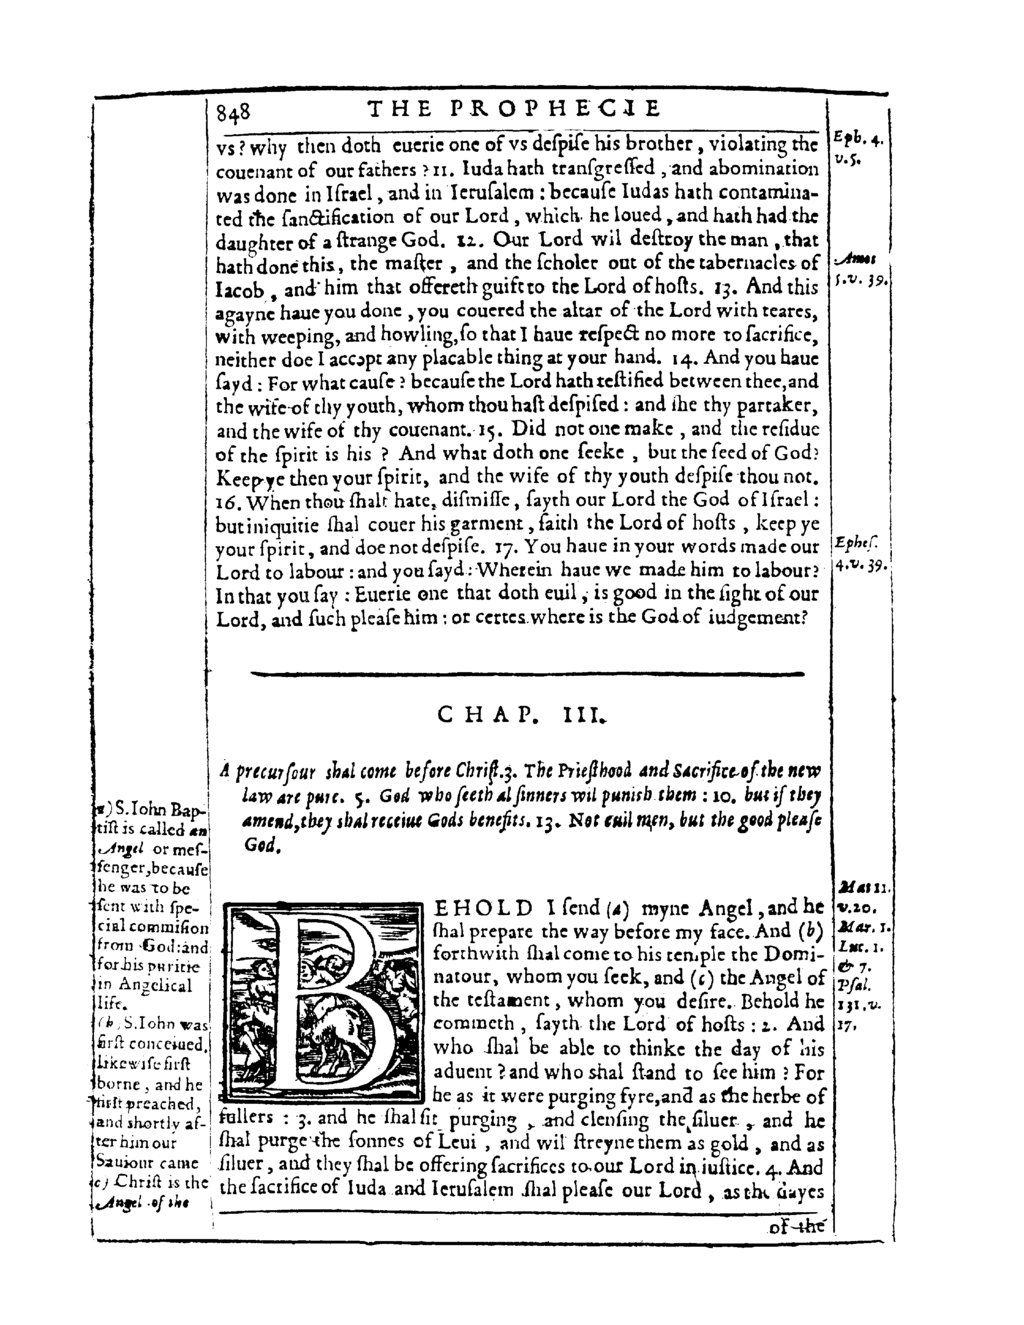 848 THE PROPHECIE
vs? why then doth euerie one of vs deſpiſe his brother, violating the
couenant of our fathers? 11. Iuda hath tranſgreſſed, and abomination
was done in Iſrael, and in Ieruſalem: becauſe Iudas hath contamina-
ted the ſanctification of our Lord, which he loued, and hath had the
daughter of a ſtrange God. 12. Our Lord wil deſtroy the man, that
hath done this, the maſter, and the ſcholer out of the tabernacles of
Iacob, and him that offereth guift to the Lord of hoſts. 13. And this
agayne haue you done, you couered the altar of the Lord with teares,
with weeping, and howling, ſo that I haue reſpect no more to ſacrifice,
neither doe I accept any placable thing at your hand. 14. And you haue
ſayd: For what cauſe? becauſe the Lord hath teſtified between thee, and
the wife of thy youth, whom thou haſt deſpiſed: and ſhe thy partaker,
and the wife of thy couenant. 15. Did not one make, and the reſidue
of the ſpirit is his? And what doth one ſeeke, but the ſeed of God?
Keep ye then your ſpirit, and the wife of thy youth deſpiſe thou not.
16. When thou ſhalt hate, diſmiſſe, ſayth our Lord the God of Iſrael:
but iniquitie ſhal couer his garment, ſaith the Lord of hoſts, keep ye
your ſpirit, and doe not deſpiſe. 17. You haue in your words made our
Lord to labour: and you ſayd: Wherein haue we made him to labour?
In that you ſay: Euerie one that doth euil, is good in the ſight of our
Lord, and ſuch pleaſe him: or certes where is the God of iudgement?
Eph. 4.
v. 5.
Amos
5. v. 39.
Epheſ.
4. v. 39.
CHAP. III.
A precurſour shal come before Chriſt. 3. The Prieſthood and Sacrifice of the new
law are pure. 5. God who ſeeth al ſinners wil punish them: 10. but if they
amend, they shal receiue Gods benefits. 13. Not euil men, but the good pleaſe
God.
a) S. Iohn Bap-
tiſt is called an
Angel or meſ-
ſenger, becauſe
he was to be
ſent with ſpe-
cial commiſion
from God: and
for his puritie
in Angelical
life.
(b) S. Iohn was
firſt conceiued,
likewiſe firſt
borne, and he
firſt preached,
and shortly af-
ter him our
Sauiour came
c) Chriſt is the
Angel of the
BEHOLD I ſend (a) myne Angel, and he
ſhal prepare the way before my face. And (b)
forthwith ſhal come to his temple the Domi-
natour, whom you ſeek, and (c) the Angel of
the teſtament, whom you deſire. Behold he
commeth, ſayth the Lord of hoſts: 2. And
who ſhal be able to thinke the day of his
aduent? and who shal ſtand to ſee him? For
he as it were purging fyre, and as the herbe of
fullers: 3. and he ſhal ſit purging, and clenſing the ſiluer, and he
ſhal purge the ſonnes of Leui, and wil ſtreyne them as gold, and as
ſiluer, and they ſhal be offering ſacrifices to our Lord in iuſtice. 4. And
the ſacrifice of Iuda and Ieruſalem ſhal pleaſe our Lord, as the dayes
of the
Mat 11.
v. 10.
Mar. 1.
Luc. 1.
& 7.
Pſal.
131, v.
17.